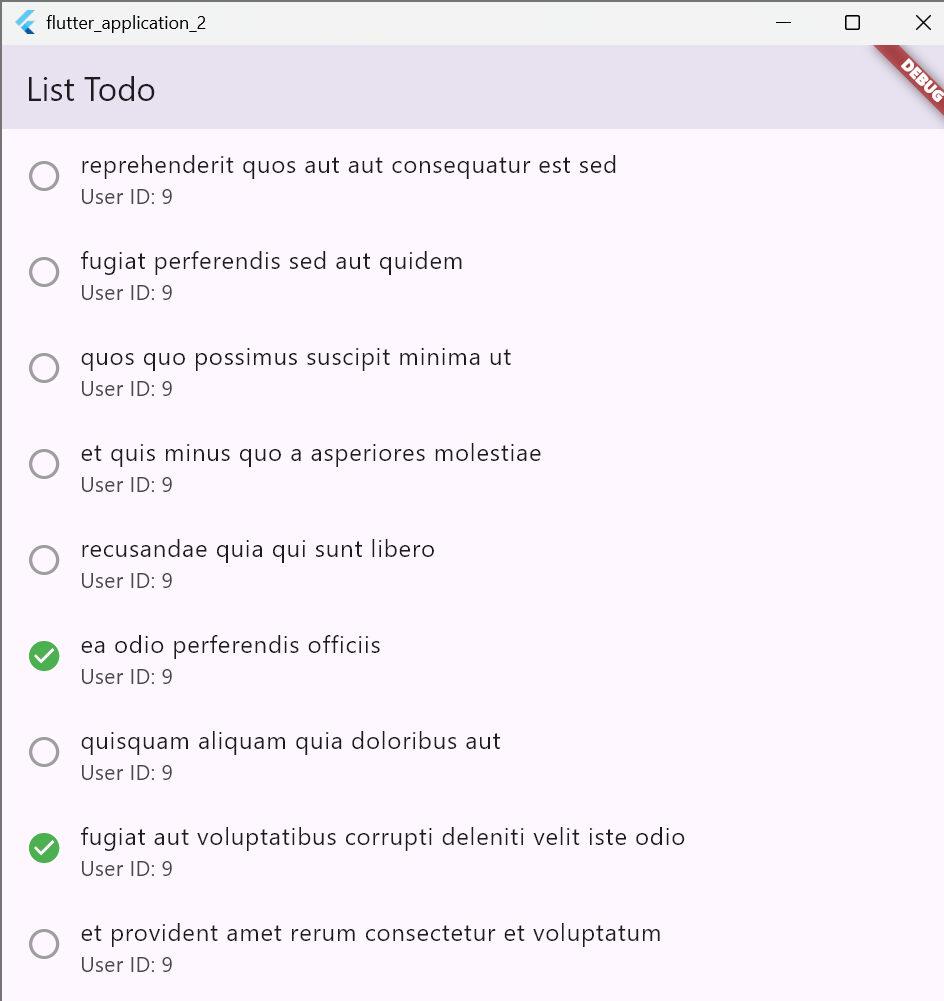 flutter_application_2
List Todo
DEBUG
reprehenderit quos aut aut consequatur est sed
User ID: 9
fugiat perferendis sed aut quidem
User ID: 9
quos quo possimus suscipit minima ut
User ID: 9
et quis minus quo a asperiores molestiae
User ID: 9
recusandae quia qui sunt libero
User ID: 9
ea odio perferendis officiis
User ID: 9
quisquam aliquam quia doloribus aut
User ID: 9
fugiat aut voluptatibus corrupti deleniti velit iste odio
User ID: 9
et provident amet rerum consectetur et voluptatum
User ID: 9